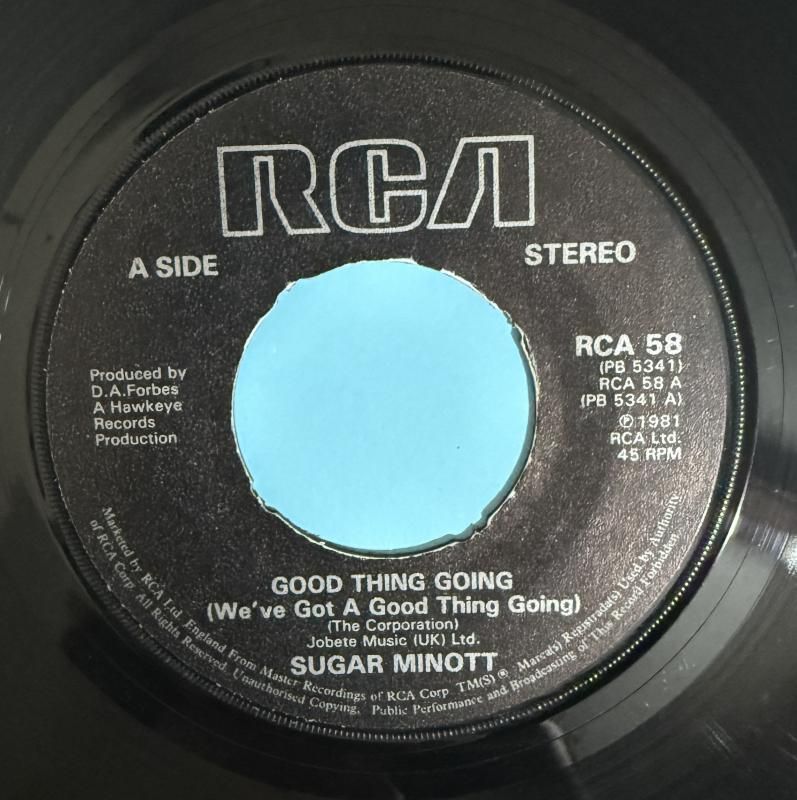 RCA
A SIDE
STEREO
Produced by
D.A.Forbes
A Hawkeye
Records
Production
RCA 58
(PB 5341)
RCA 58 A
(PB 5341 A)
℗ 1981
RCA Ltd.
45 RPM
GOOD THING GOING
(We've Got A Good Thing Going)
(The Corporation)
Jobete Music (UK) Ltd.
SUGAR MINOTT
Marketed by RCA Ltd. England From Master Recordings of RCA Corp TM(S) ® Marca(s) Registrada(s) Used by Authority
of RCA Corp. All Rights Reserved. Unauthorised Copying, Public Performance and Broadcasting of This Record Forbidden